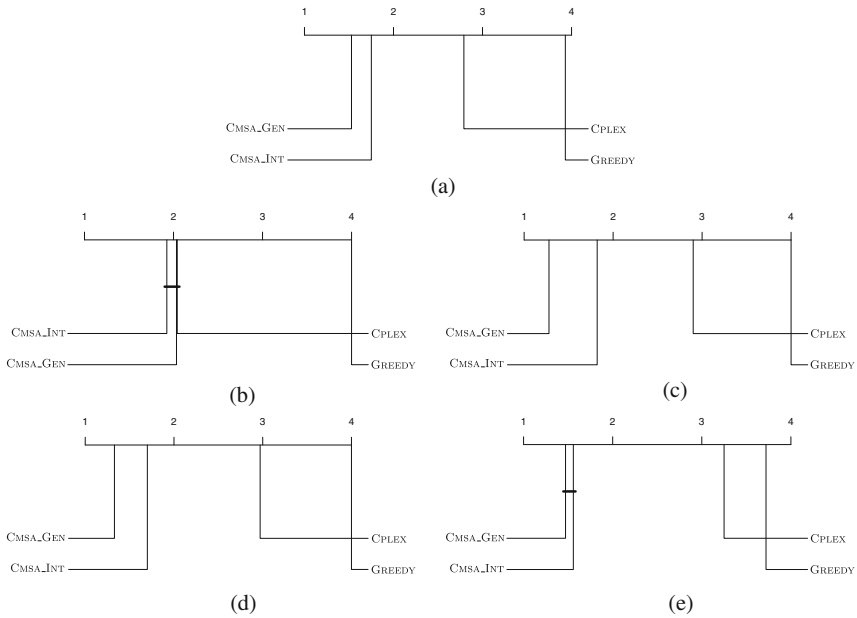 1 2 3 4
CMSA_GEN CPLEX
CMSA_INT GREEDY
(a)
1 2 3 4
CMSA_INT CPLEX
CMSA_GEN GREEDY
(b)
1 2 3 4
CMSA_GEN CPLEX
CMSA_INT GREEDY
(c)
1 2 3 4
CMSA_GEN CPLEX
CMSA_INT GREEDY
(d)
1 2 3 4
CMSA_GEN CPLEX
CMSA_INT GREEDY
(e)